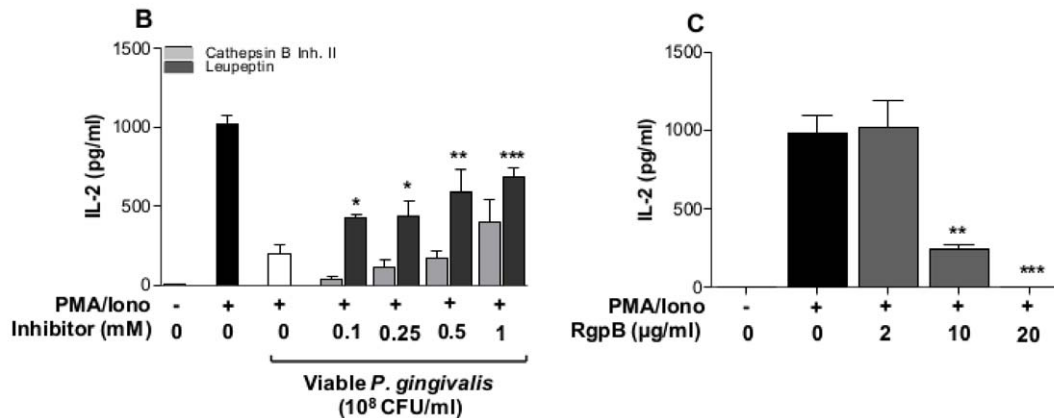 B
1500
1000
500
0
IL-2 (pg/ml)
Cathepsin B Inh. II
Leupeptin
* * ** ***
PMA/Iono - + + + + + +
Inhibitor (mM) 0 0 0 0.1 0.25 0.5 1
Viable P. gingivalis
(10⁸ CFU/ml)
C
1500
1000
500
0
IL-2 (pg/ml)
** ***
PMA/Iono - + + + +
RgpB (μg/ml) 0 0 2 10 20